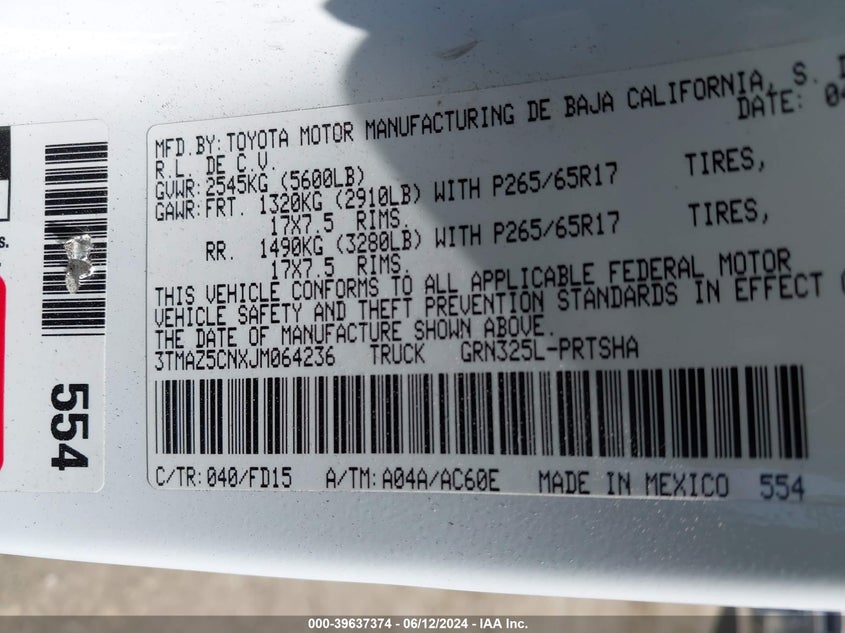 MFD.BY:TOYOTA MOTOR MANUFACTURING DE BAJA CALIFORNIA, S.
R.L. DE C.V. DATE:
GVWR:2545KG (5600LB)
GAWR:FRT. 1320KG (2910LB) WITH P265/65R17 TIRES,
17X7.5 RIMS.
RR. 1490KG (3280LB) WITH P265/65R17 TIRES,
17X7.5 RIMS.
THIS VEHICLE CONFORMS TO ALL APPLICABLE FEDERAL MOTOR
VEHICLE SAFETY AND THEFT PREVENTION STANDARDS IN EFFECT
THE DATE OF MANUFACTURE SHOWN ABOVE.
3TMAZ5CNXJM064236 TRUCK GRN325L-PRTSHA
C/TR:040/FD15 A/TM:A04A/AC60E MADE IN MEXICO 554
554
000-39637374 - 06/12/2024 - IAA Inc.